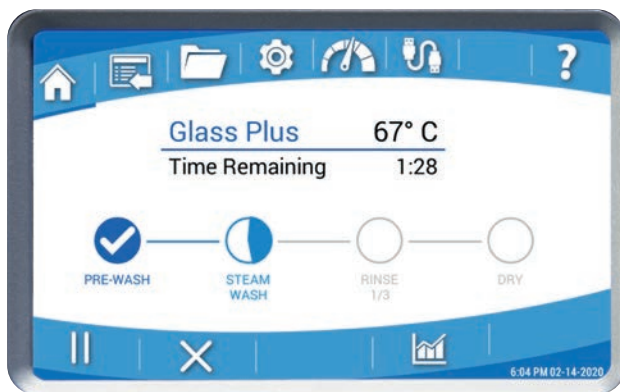 ?
Glass Plus 67° C
Time Remaining 1:28
PRE-WASH
STEAM
WASH
RINSE
1/3
DRY
6:04 PM 02-14-2020